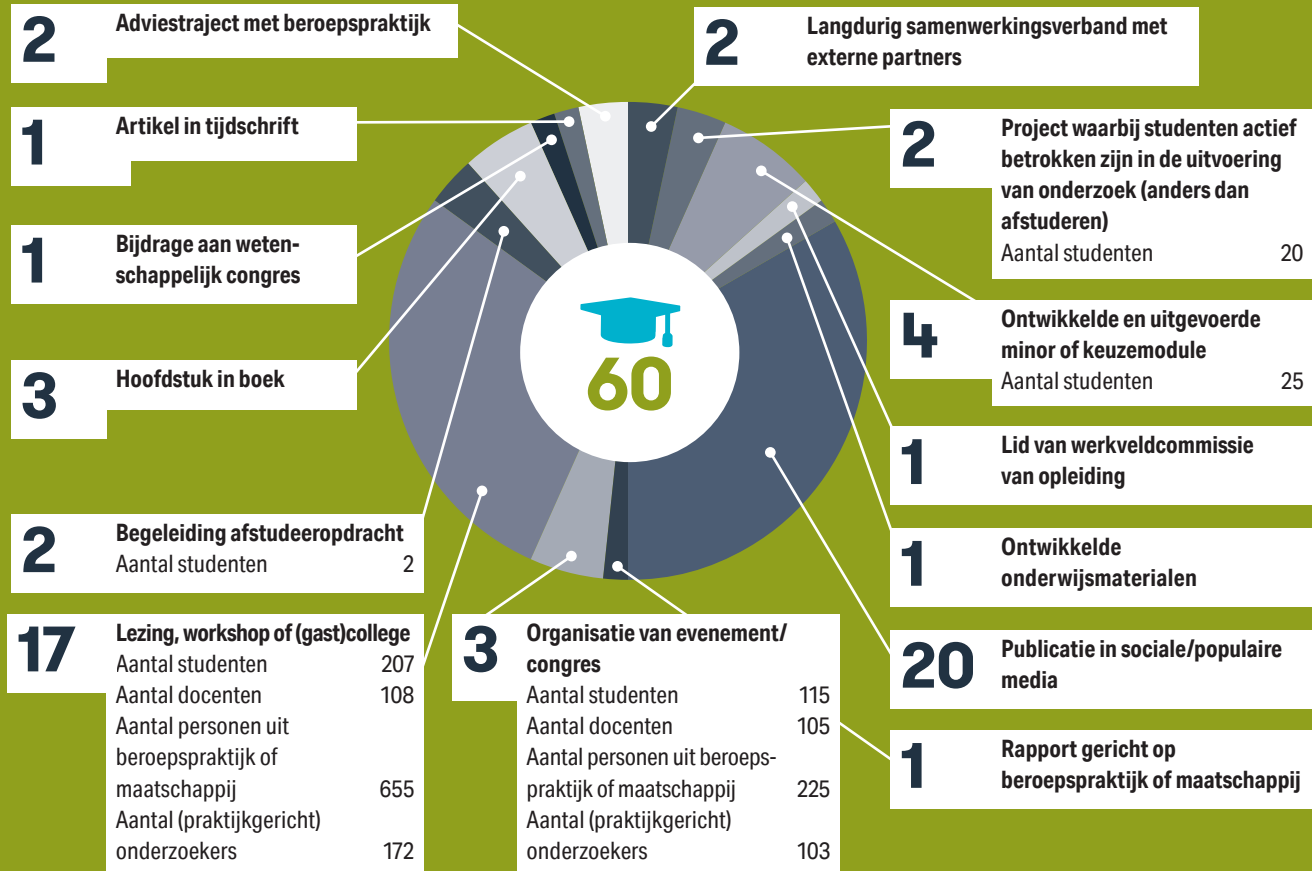 2
Adviestraject met beroepspraktijk
1
Artikel in tijdschrift
1
Bijdrage aan weten-
schappelijk congres
3
Hoofdstuk in boek
2
Begeleiding afstudeeropdracht
Aantal studenten 2
17
Lezing, workshop of (gast)college
Aantal studenten 207
Aantal docenten 108
Aantal personen uit
beroepspraktijk of
maatschappij 655
Aantal (praktijkgericht)
onderzoekers 172
60
3
Organisatie van evenement/
congres
Aantal studenten 115
Aantal docenten 105
Aantal personen uit beroeps-
praktijk of maatschappij 225
Aantal (praktijkgericht)
onderzoekers 103
2
Langdurig samenwerkingsverband met
externe partners
2
Project waarbij studenten actief
betrokken zijn in de uitvoering
van onderzoek (anders dan
afstuderen)
Aantal studenten 20
4
Ontwikkelde en uitgevoerde
minor of keuzemodule
Aantal studenten 25
1
Lid van werkveldcommissie
van opleiding
1
Ontwikkelde
onderwijsmaterialen
20
Publicatie in sociale/populaire
media
1
Rapport gericht op
beroepspraktijk of maatschappij